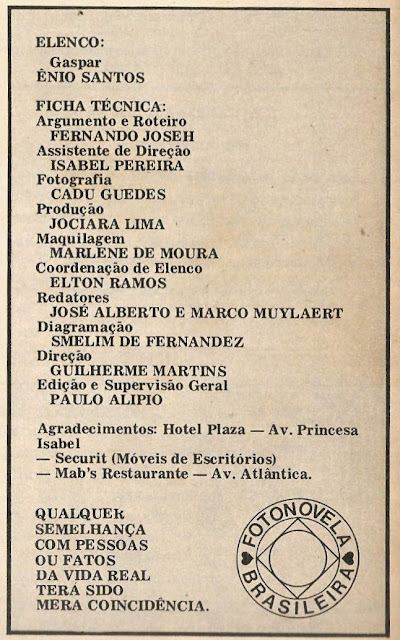 ELENCO:
Gaspar
ÊNIO SANTOS
FICHA TÉCNICA:
Argumento e Roteiro
FERNANDO JOSEH
Assistente de Direção
ISABEL PEREIRA
Fotografia
CADU GUEDES
Produção
JOCIARA LIMA
Maquilagem
MARLENE DE MOURA
Coordenação de Elenco
ELTON RAMOS
Redatores
JOSÉ ALBERTO E MARCO MUYLAERT
Diagramação
SMELIM DE FERNANDEZ
Direção
GUILHERME MARTINS
Edição e Supervisão Geral
PAULO ALIPIO
Agradecimentos: Hotel Plaza — Av. Princesa
Isabel
— Securit (Móveis de Escritórios)
— Mab's Restaurante — Av. Atlântica.
QUALQUER
SEMELHANÇA
COM PESSOAS
OU FATOS
DA VIDA REAL
TERÁ SIDO
MERA COINCIDÊNCIA.
FOTONOVELA
BRASILEIRA